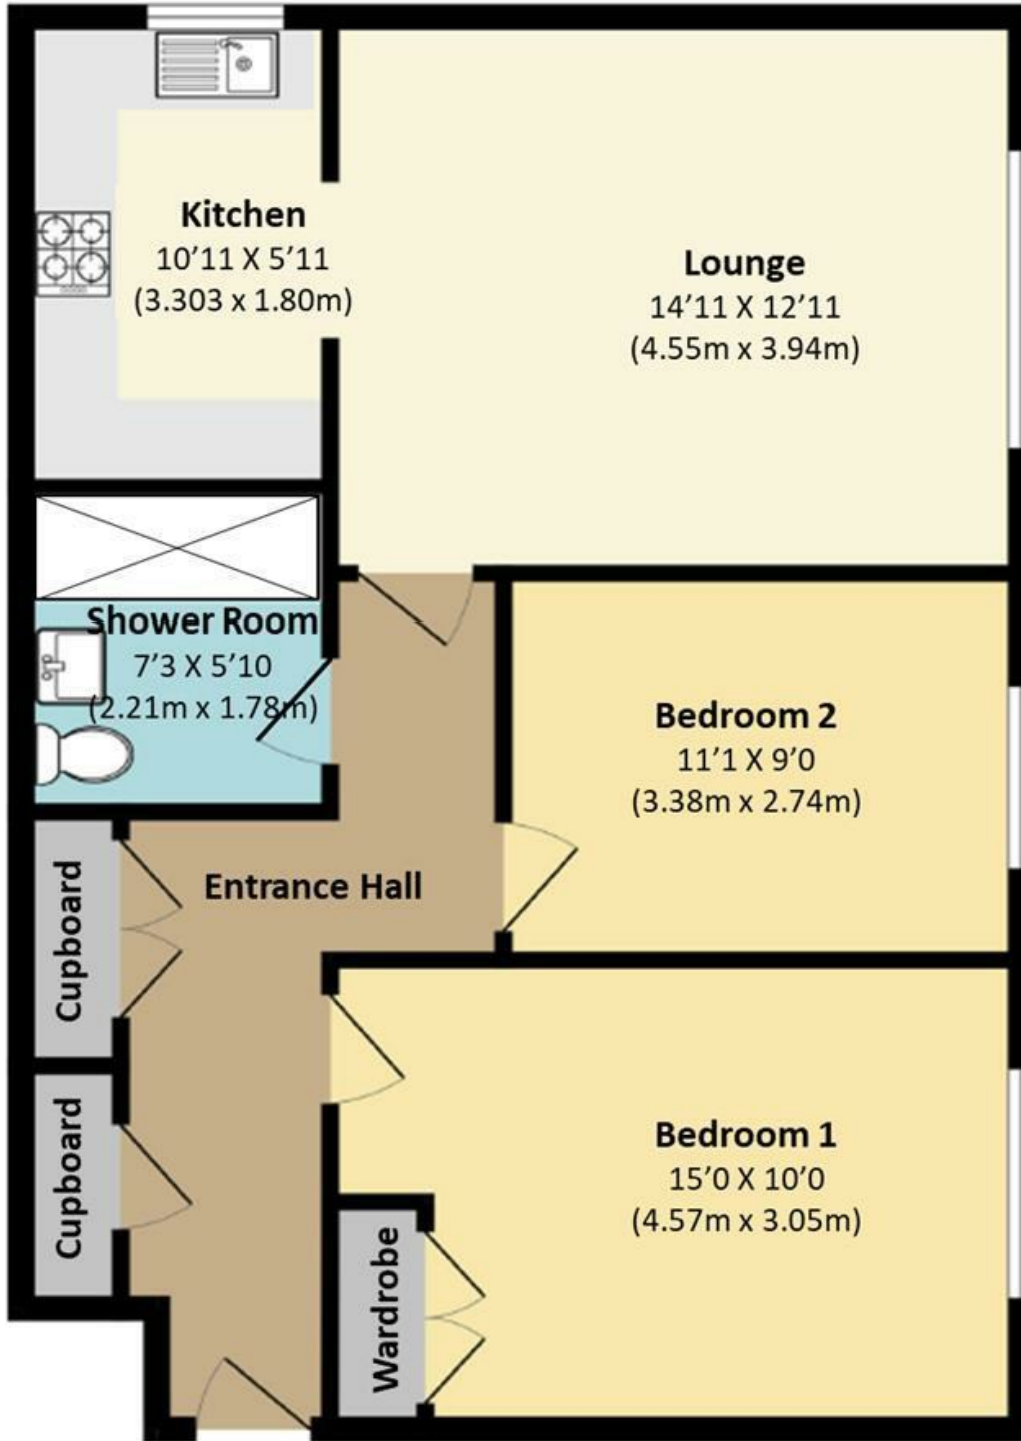 Kitchen
10'11 X 5'11
(3.303 x 1.80m)
Lounge
14'11 X 12'11
(4.55m x 3.94m)
Shower Room
7'3 X 5'10
(2.21m x 1.78m)
Bedroom 2
11'1 X 9'0
(3.38m x 2.74m)
Entrance Hall
Cupboard
Cupboard
Bedroom 1
15'0 X 10'0
(4.57m x 3.05m)
Wardrobe